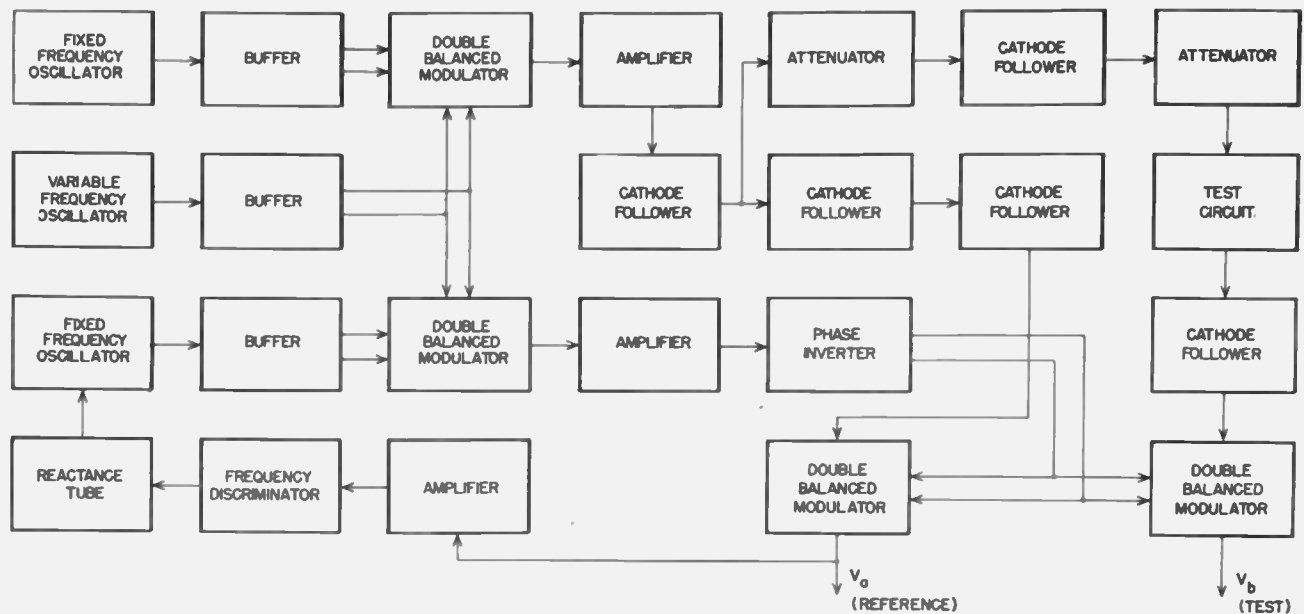 FIXED
FREQUENCY
OSCILLATOR
BUFFER
DOUBLE
BALANCED
MODULATOR
AMPLIFIER
ATTENUATOR
CATHODE
FOLLOWER
ATTENUATOR
VARIABLE
FREQUENCY
OSCILLATOR
BUFFER
CATHODE
FOLLOWER
CATHODE
FOLLOWER
CATHODE
FOLLOWER
TEST
CIRCUIT
FIXED
FREQUENCY
OSCILLATOR
BUFFER
DOUBLE
BALANCED
MODULATOR
AMPLIFIER
PHASE
INVERTER
CATHODE
FOLLOWER
REACTANCE
TUBE
FREQUENCY
DISCRIMINATOR
AMPLIFIER
DOUBLE
BALANCED
MODULATOR
DOUBLE
BALANCED
MODULATOR
Va
(REFERENCE)
Vb
(TEST)